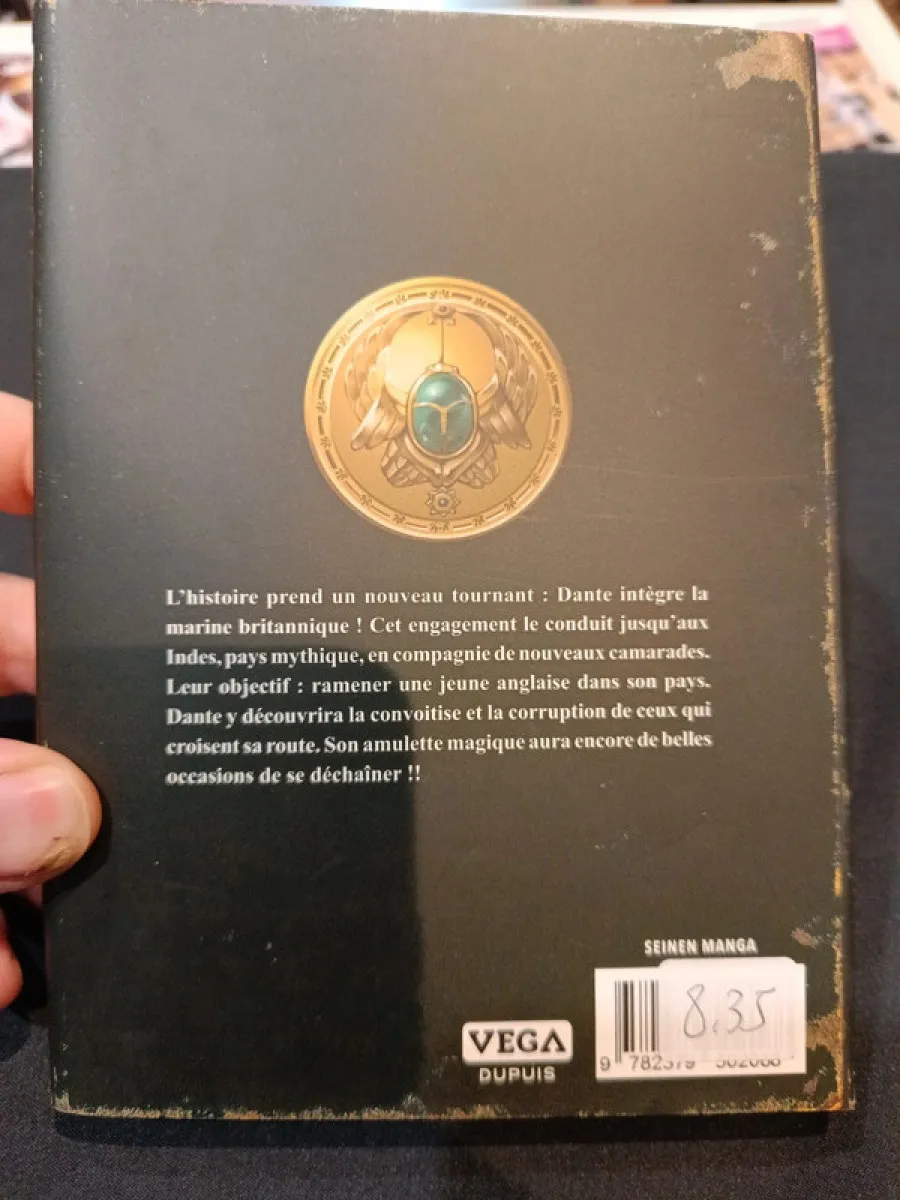 L'histoire prend un nouveau tournant : Dante intègre la
marine britannique ! Cet engagement le conduit jusqu'aux
Indes, pays mythique, en compagnie de nouveaux camarades.
Leur objectif : ramener une jeune anglaise dans son pays.
Dante y découvrira la convoitise et la corruption de ceux qui
croisent sa route. Son amulette magique aura encore de belles
occasions de se déchaîner !!
SEINEN MANGA
8.35
VEGA
DUPUIS
9 782379